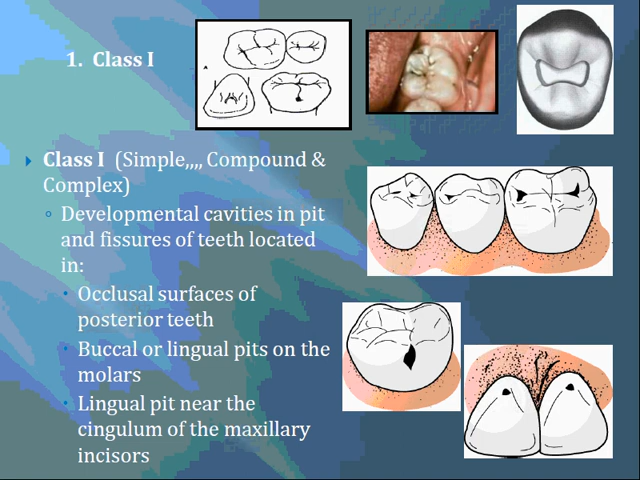 1. Class I
Class I (Simple,,,, Compound &
Complex)
Developmental cavities in pit
and fissures of teeth located
in:
Occlusal surfaces of
posterior teeth
Buccal or lingual pits on the
molars
Lingual pit near the
cingulum of the maxillary
incisors